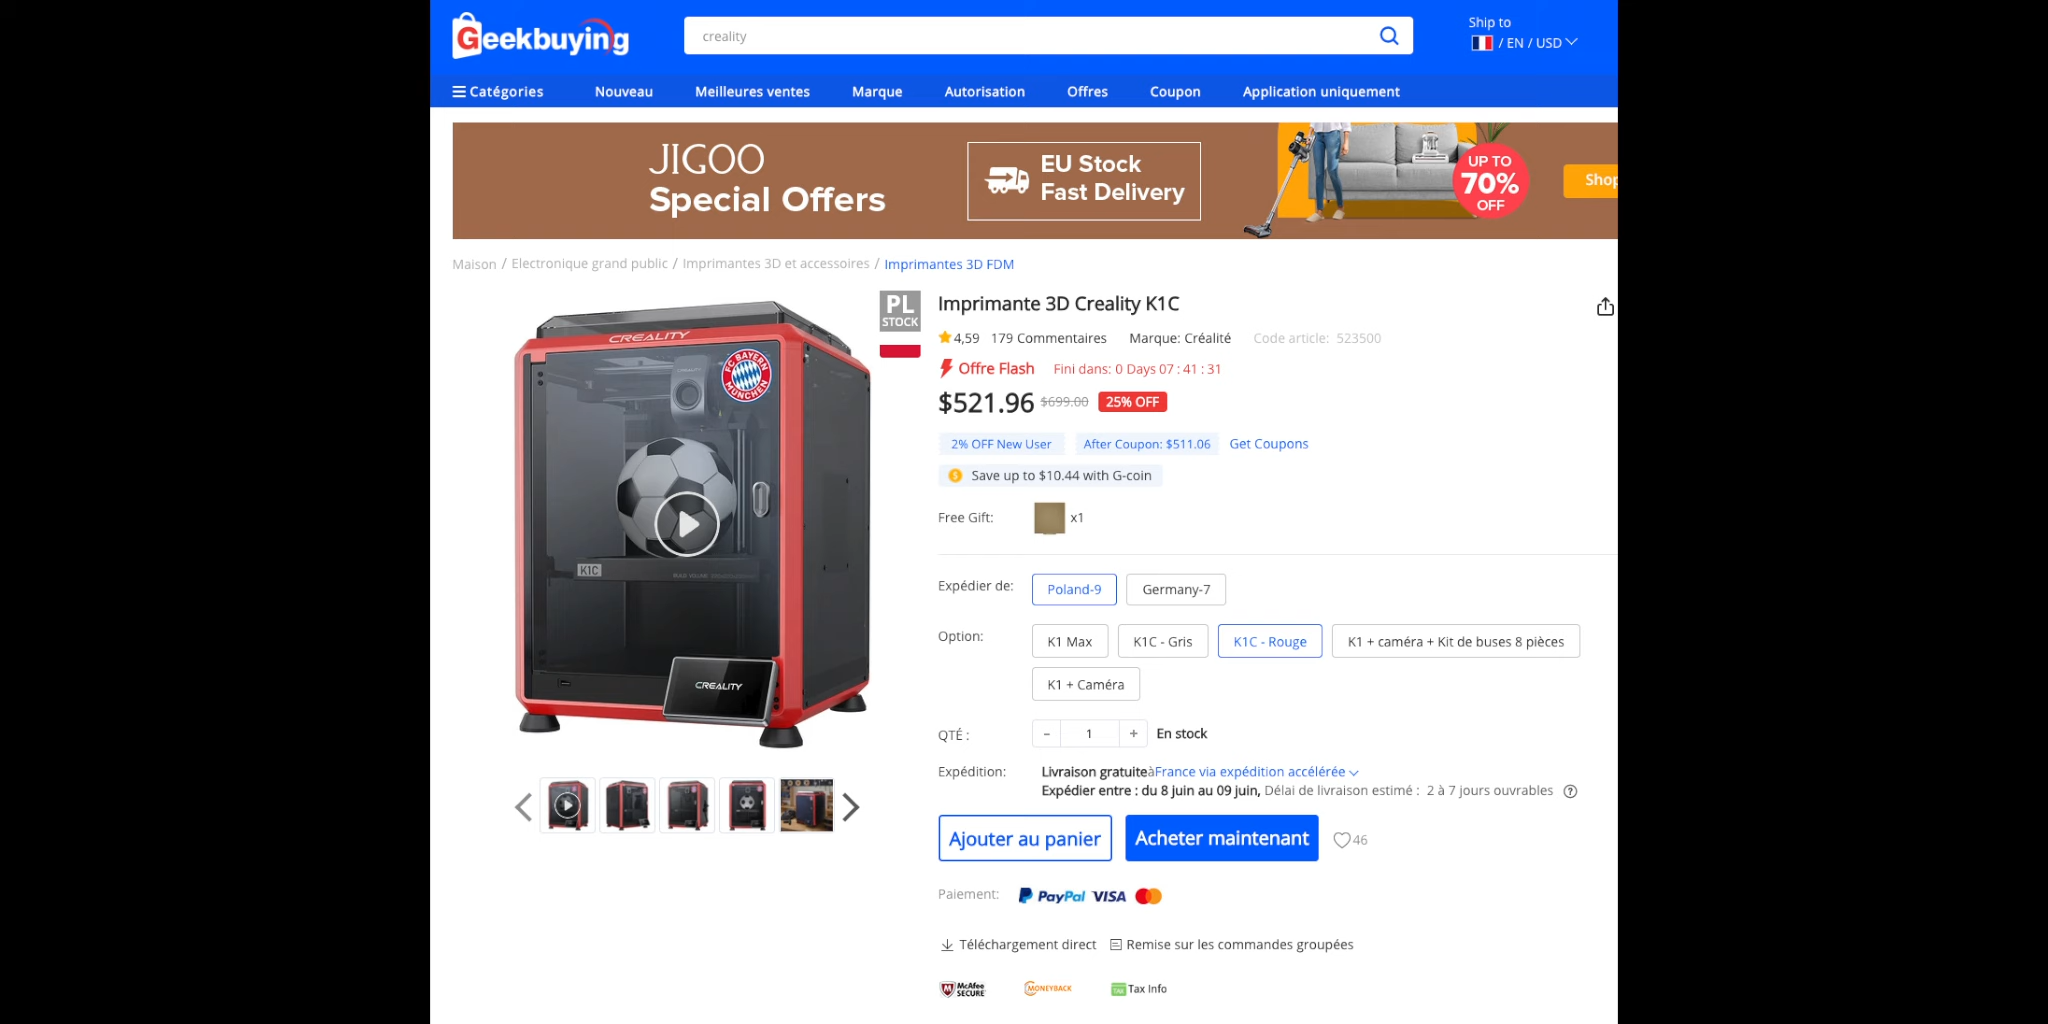 Geekbuying
creality
Ship to
/ EN / USD
Catégories
Nouveau
Meilleures ventes
Marque
Autorisation
Offres
Coupon
Application uniquement
JIGOO
Special Offers
EU Stock
Fast Delivery
UP TO
70%
OFF
Maison / Electronique grand public / Imprimantes 3D et accessoires / Imprimantes 3D FDM
CREALITY
FC BAYERN
MÜNCHEN
CREALITY
K1C
CREALITY
PL
STOCK
Imprimante 3D Creality K1C
4,59 179 Commentaires Marque: Créalité Code article: 523500
Offre Flash Fini dans: 0 Days 07 : 41 : 31
$521.96 $699.00 25% OFF
2% OFF New User After Coupon: $511.06 Get Coupons
Save up to $10.44 with G-coin
Free Gift: x1
Expédier de: Poland-9 Germany-7
Option: K1 Max K1C - Gris K1C - Rouge K1 + caméra + Kit de buses 8 pièces
K1 + Caméra
QTÉ : - 1 + En stock
Expédition: Livraison gratuiteàFrance via expédition accélérée
Expédier entre : du 8 juin au 09 juin, Délai de livraison estimé : 2 à 7 jours ouvrables ?
Ajouter au panier Acheter maintenant 46
Paiement: PayPal VISA
Téléchargement direct Remise sur les commandes groupées
McAfee
SECURE
MONEYBACK
TAX Tax Info